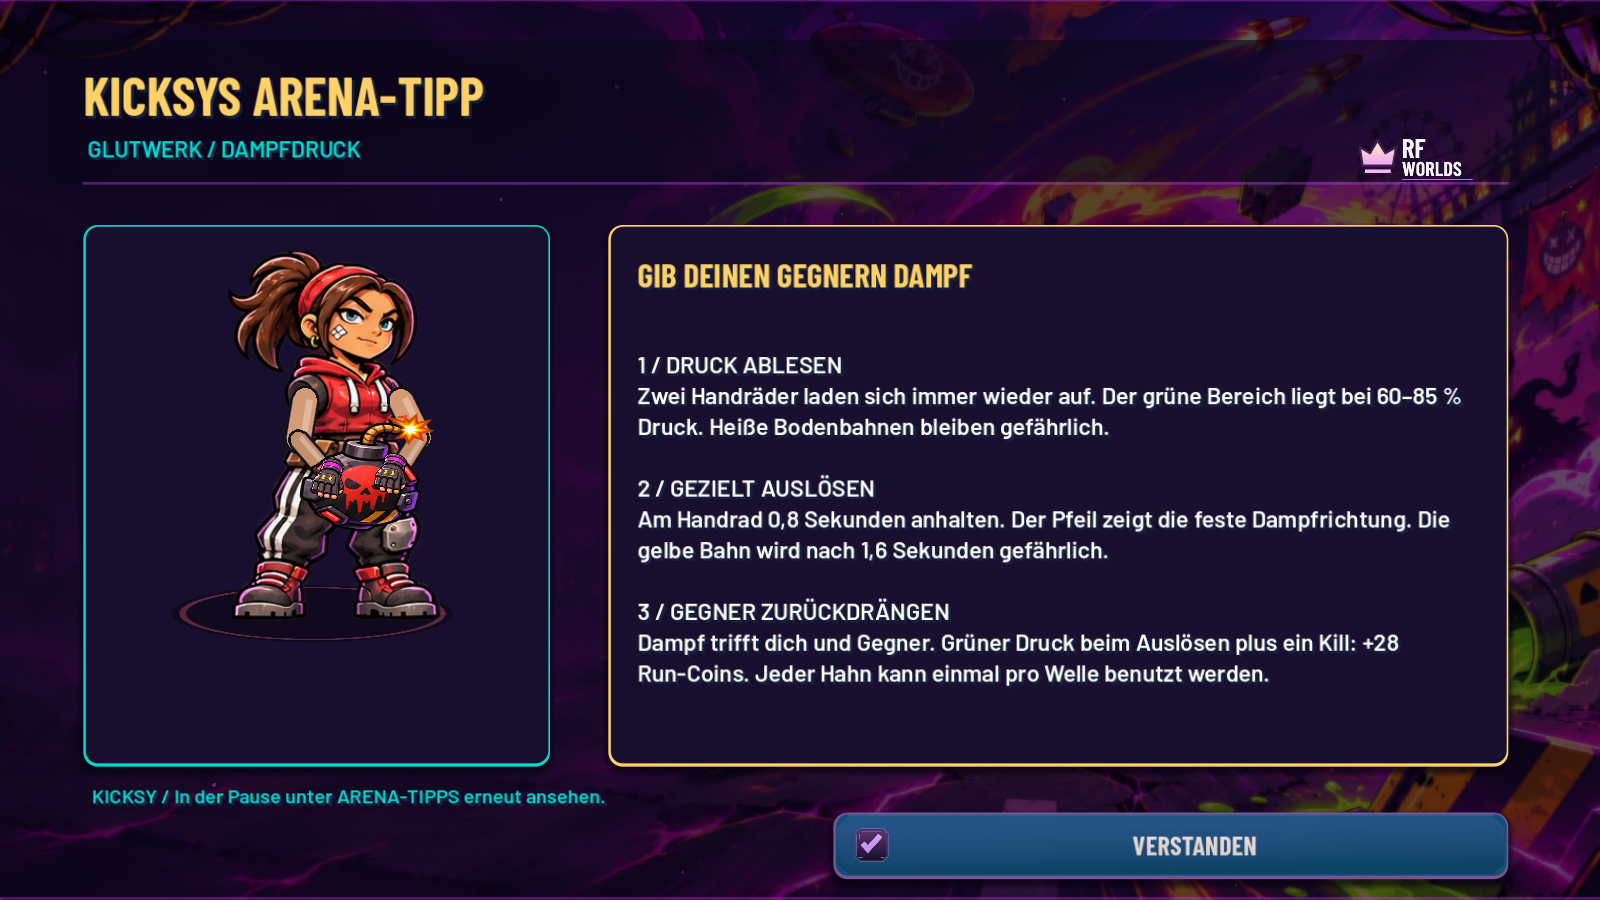 KICKSYS ARENA-TIPP
GLUTWERK / DAMPFDRUCK
RF
WORLDS
GIB DEINEN GEGNERN DAMPF
1 / DRUCK ABLESEN
Zwei Handräder laden sich immer wieder auf. Der grüne Bereich liegt bei 60–85 %
Druck. Heiße Bodenbahnen bleiben gefährlich.
2 / GEZIELT AUSLÖSEN
Am Handrad 0,8 Sekunden anhalten. Der Pfeil zeigt die feste Dampfrichtung. Die
gelbe Bahn wird nach 1,6 Sekunden gefährlich.
3 / GEGNER ZURÜCKDRÄNGEN
Dampf trifft dich und Gegner. Grüner Druck beim Auslösen plus ein Kill: +28
Run-Coins. Jeder Hahn kann einmal pro Welle benutzt werden.
KICKSY / In der Pause unter ARENA-TIPPS erneut ansehen.
VERSTANDEN